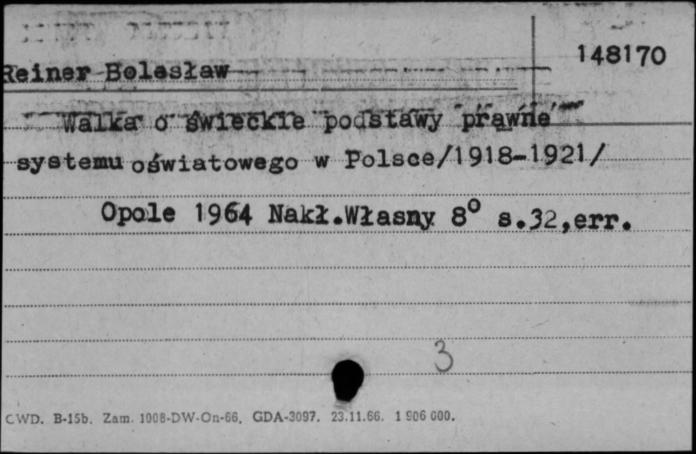 148170
Reiner Bolesław
Walka o świeckie podstawy prawne
systemu oświatowego w Polsce/1918-1921/
Opole 1964 Nakł.Własny 8⁰ s.32,err.
3
CWD. B-15b. Zam. 1008-DW-On-66. GDA-3097. 23.11.66. 1 906 000.